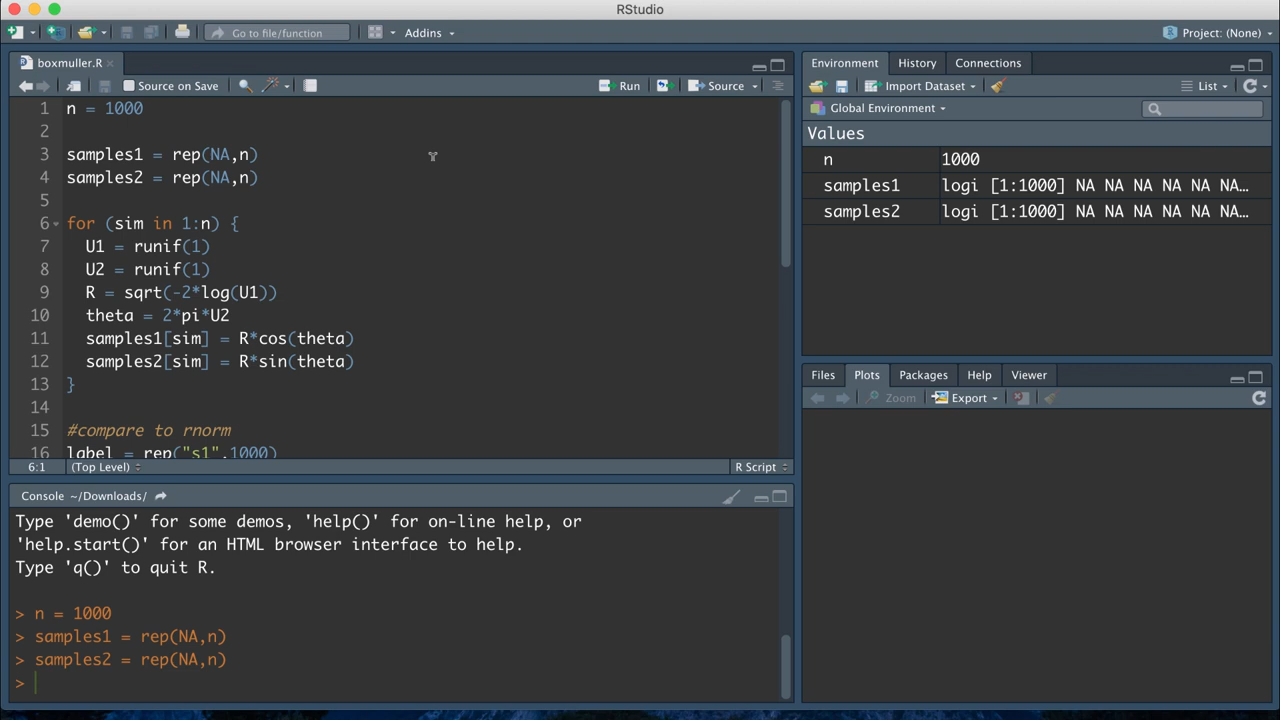 RStudio
Go to file/function
Addins
Project: (None)
boxmuller.R
Source on Save
Run
Source
1 n = 1000
2
3 samples1 = rep(NA,n)
4 samples2 = rep(NA,n)
5
6 for (sim in 1:n) {
7 U1 = runif(1)
8 U2 = runif(1)
9 R = sqrt(-2*log(U1))
10 theta = 2*pi*U2
11 samples1[sim] = R*cos(theta)
12 samples2[sim] = R*sin(theta)
13 }
14
15 #compare to rnorm
16 label = rep("s1",1000)
6:1 (Top Level) R Script
Console ~/Downloads/
Type 'demo()' for some demos, 'help()' for on-line help, or
'help.start()' for an HTML browser interface to help.
Type 'q()' to quit R.
> n = 1000
> samples1 = rep(NA,n)
> samples2 = rep(NA,n)
>
Environment History Connections
Import Dataset List
Global Environment
Values
n 1000
samples1 logi [1:1000] NA NA NA NA NA NA…
samples2 logi [1:1000] NA NA NA NA NA NA…
Files Plots Packages Help Viewer
Zoom Export